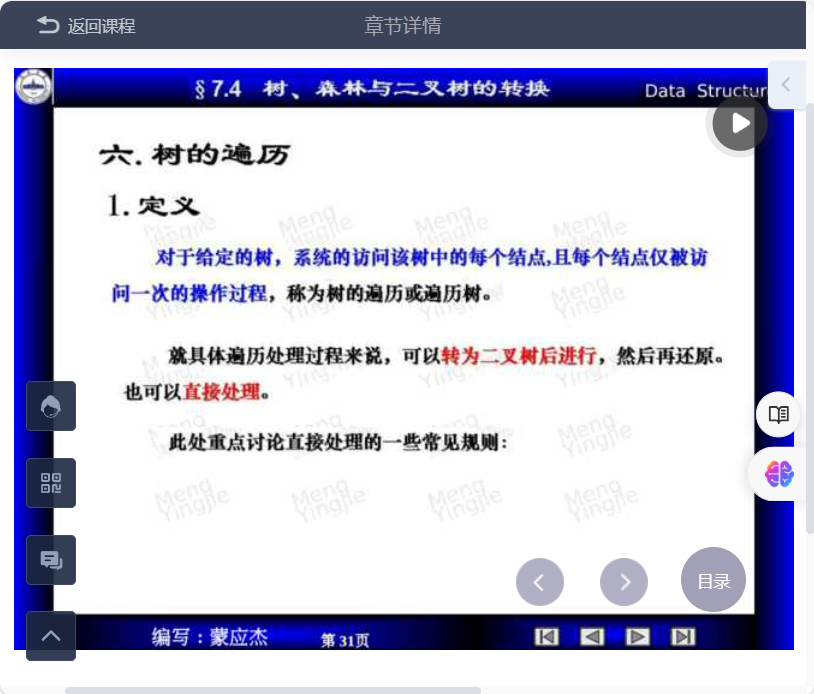 返回课程
章节详情
§7.4 树、森林与二叉树的转换
Data Structur
六.树的遍历
1.定义
对于给定的树，系统的访问该树中的每个结点,且每个结点仅被访
问一次的操作过程，称为树的遍历或遍历树。
就具体遍历处理过程来说，可以转为二叉树后进行，然后再还原。
也可以直接处理。
此处重点讨论直接处理的一些常见规则：
Meng Meng Meng
Yingjie Yingjie Yingjie Yingjie
目录
编写：蒙应杰
第31页